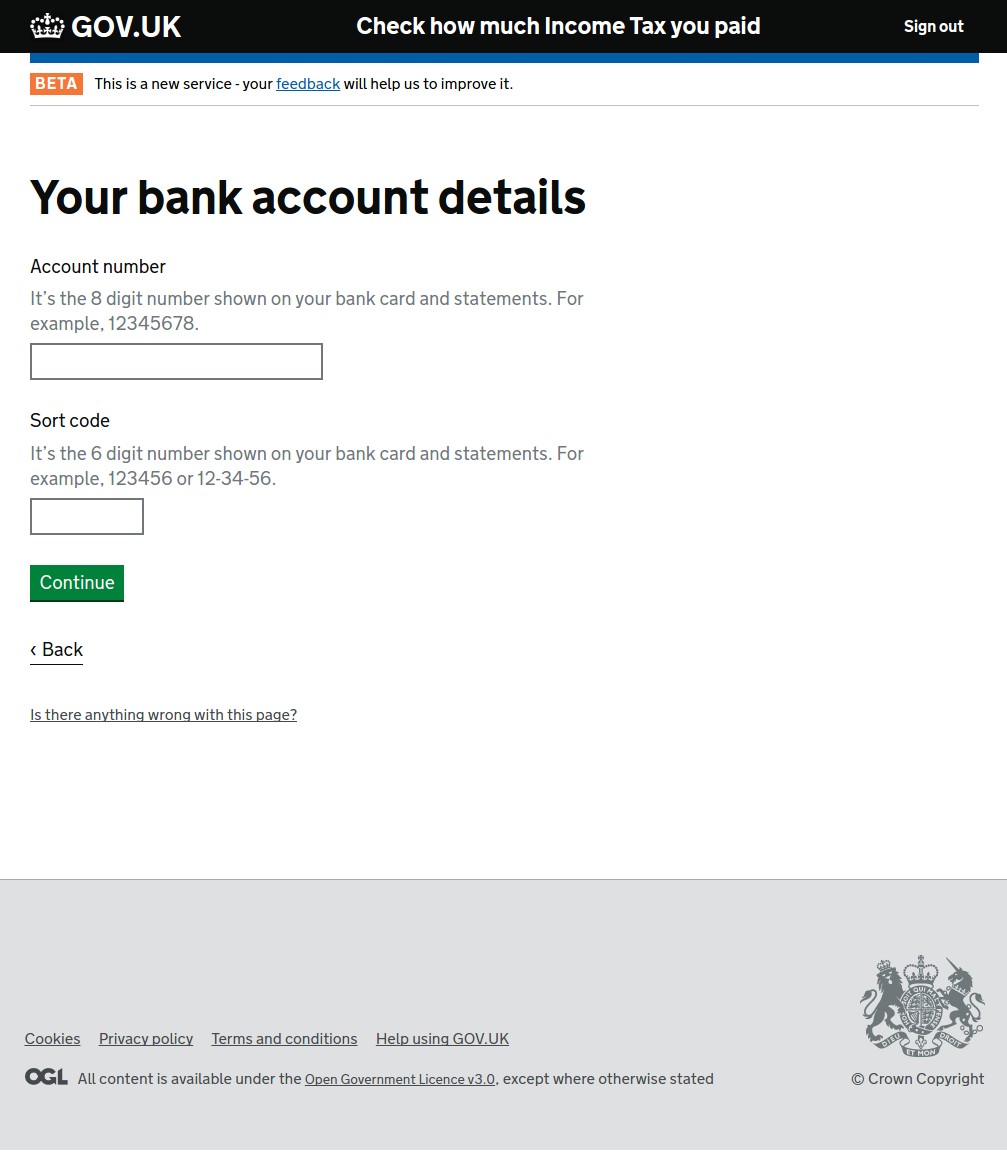 GOV.UK Check how much Income Tax you paid Sign out
BETA This is a new service - your feedback will help us to improve it.
Your bank account details
Account number
It’s the 8 digit number shown on your bank card and statements. For
example, 12345678.
Sort code
It’s the 6 digit number shown on your bank card and statements. For
example, 123456 or 12-34-56.
Continue
‹ Back
Is there anything wrong with this page?
Cookies Privacy policy Terms and conditions Help using GOV.UK
OGL All content is available under the Open Government Licence v3.0, except where otherwise stated
DIEU ET MON DROIT
© Crown Copyright